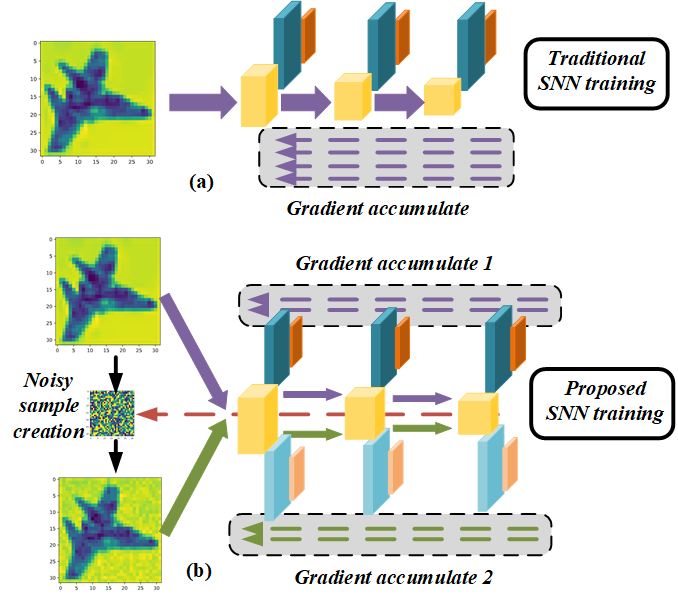 Traditional
SNN training
0
5
10
15
20
25
30
0 5 10 15 20 25 30
(a)
Gradient accumulate
Gradient accumulate 1
0
5
10
15
20
25
30
0 5 10 15 20 25 30
Noisy
sample
creation
Proposed
SNN training
0
5
10
15
20
25
30
0 5 10 15 20 25 30
(b)
Gradient accumulate 2